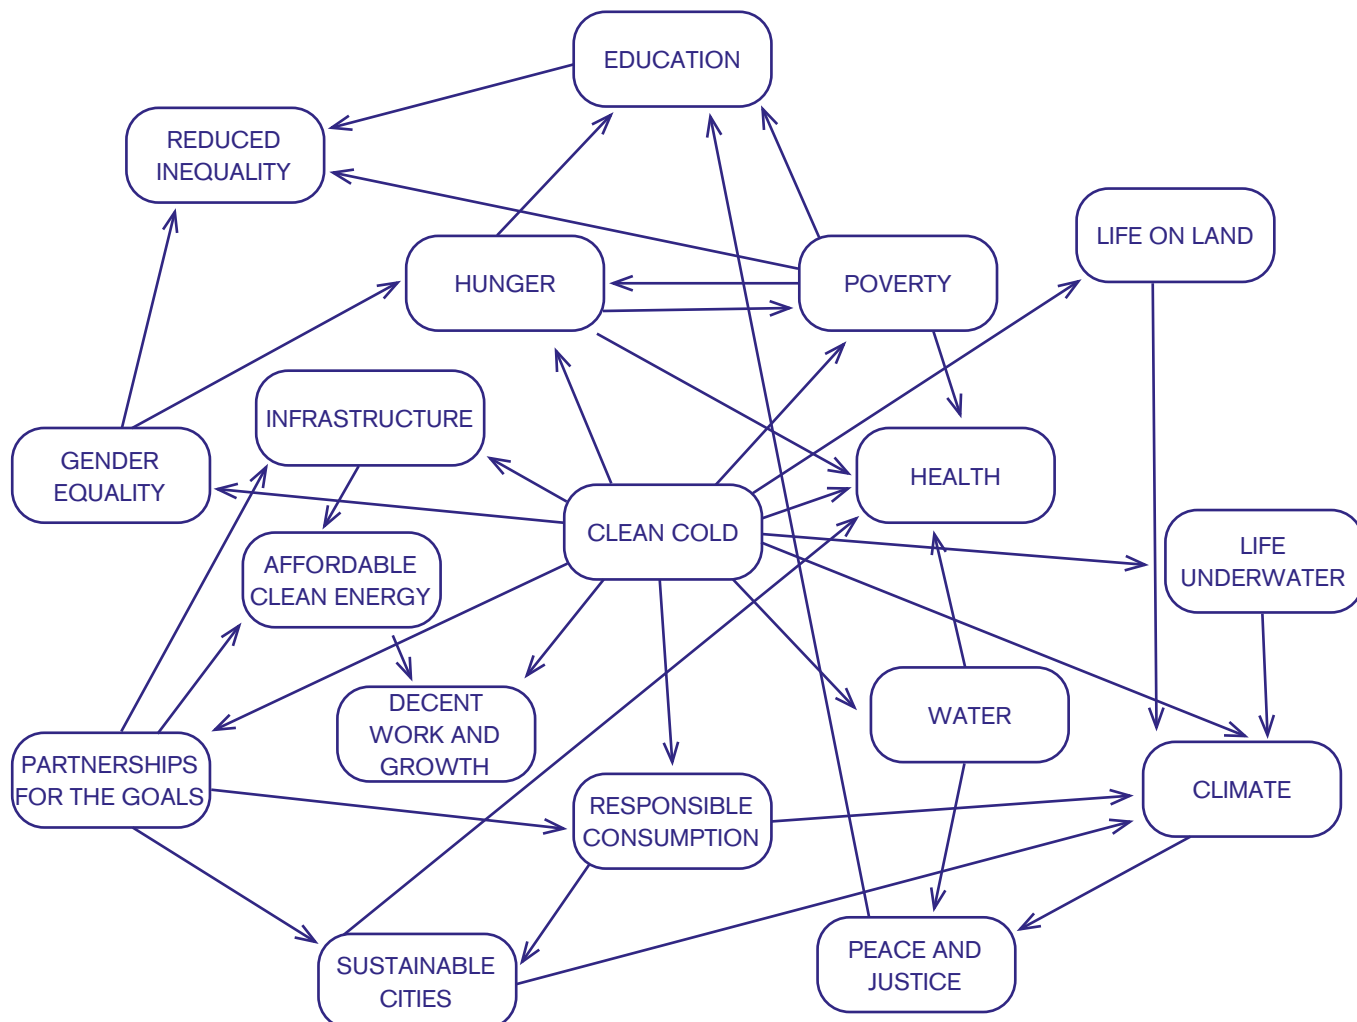 EDUCATION
REDUCED
INEQUALITY
LIFE ON LAND
HUNGER
POVERTY
INFRASTRUCTURE
GENDER
EQUALITY
HEALTH
CLEAN COLD
LIFE
UNDERWATER
AFFORDABLE
CLEAN ENERGY
DECENT
WORK AND
GROWTH
WATER
PARTNERSHIPS
FOR THE GOALS
CLIMATE
RESPONSIBLE
CONSUMPTION
SUSTAINABLE
CITIES
PEACE AND
JUSTICE